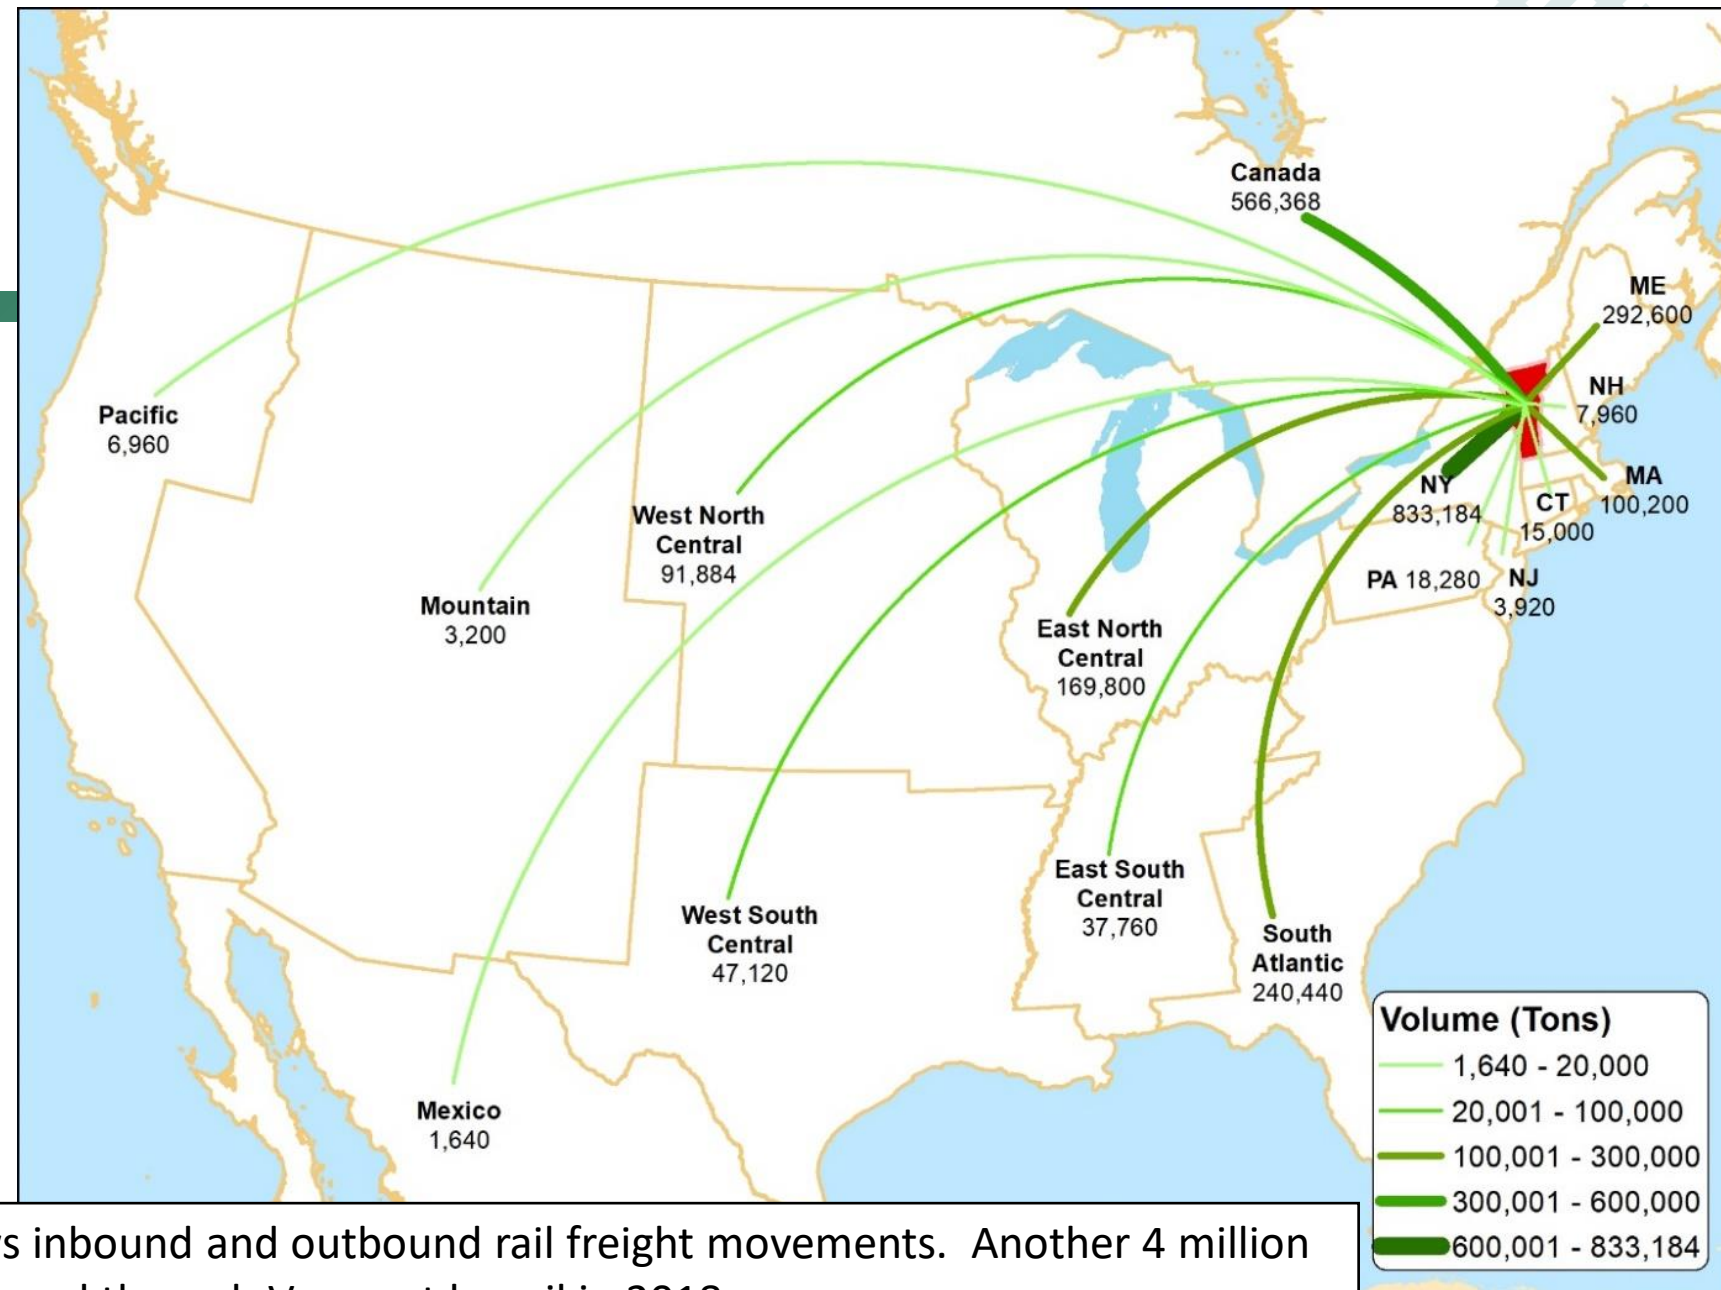 Canada
566,368
ME
292,600
NH
7,960
Pacific
6,960
MA
100,200
NY
833,184
CT
15,000
West North
Central
91,884
PA 18,280
NJ
3,920
Mountain
3,200
East North
Central
169,800
East South
Central
37,760
West South
Central
47,120
South
Atlantic
240,440
Mexico
1,640
Volume (Tons)
1,640 - 20,000
20,001 - 100,000
100,001 - 300,000
300,001 - 600,000
600,001 - 833,184
inbound and outbound rail freight movements. Another 4 million